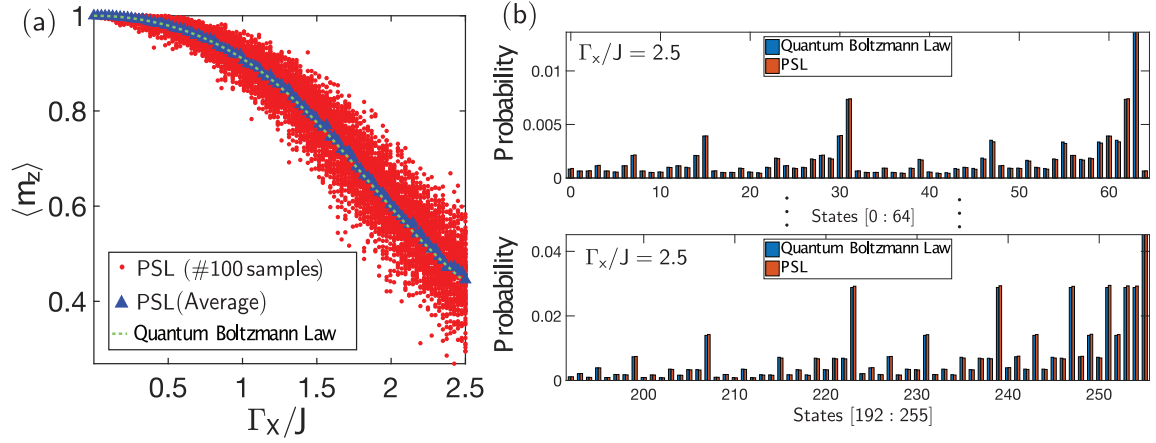 (a)
1
0.8
0.6
0.4
⟨m_z⟩
PSL (#100 samples)
PSL(Average)
Quantum Boltzmann Law
0.5 1 1.5 2 2.5
Γ_X/J
(b)
Γ_x/J = 2.5
Quantum Boltzmann Law
PSL
Probability
0.01
0.005
0
0 10 20 30 40 50 60
States [0 : 64]
Γ_x/J = 2.5
Quantum Boltzmann Law
PSL
Probability
0.04
0.02
0
200 210 220 230 240 250
States [192 : 255]